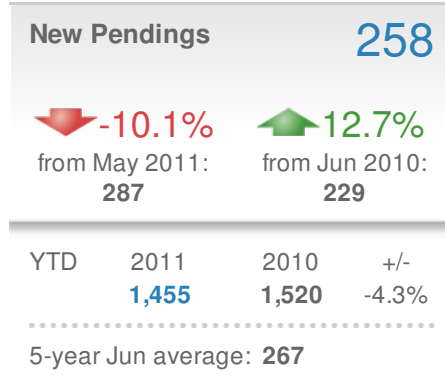 New Pendings 258
-10.1% 12.7%
from May 2011: from Jun 2010:
287 229
YTD 2011 2010 +/-
1,455 1,520 -4.3%
5-year Jun average: 267